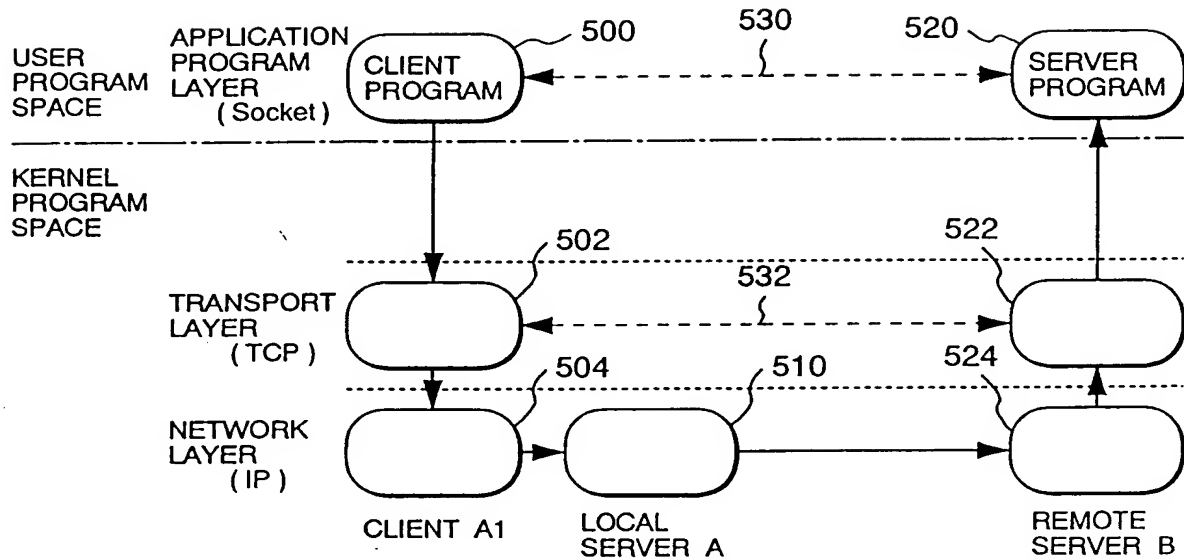 USER
PROGRAM
SPACE
APPLICATION
PROGRAM
LAYER
(Socket)
CLIENT
PROGRAM
500
530
520
SERVER
PROGRAM
KERNEL
PROGRAM
SPACE
502
522
TRANSPORT
LAYER
(TCP)
532
504
510
524
NETWORK
LAYER
(IP)
CLIENT A1
LOCAL
SERVER A
REMOTE
SERVER B